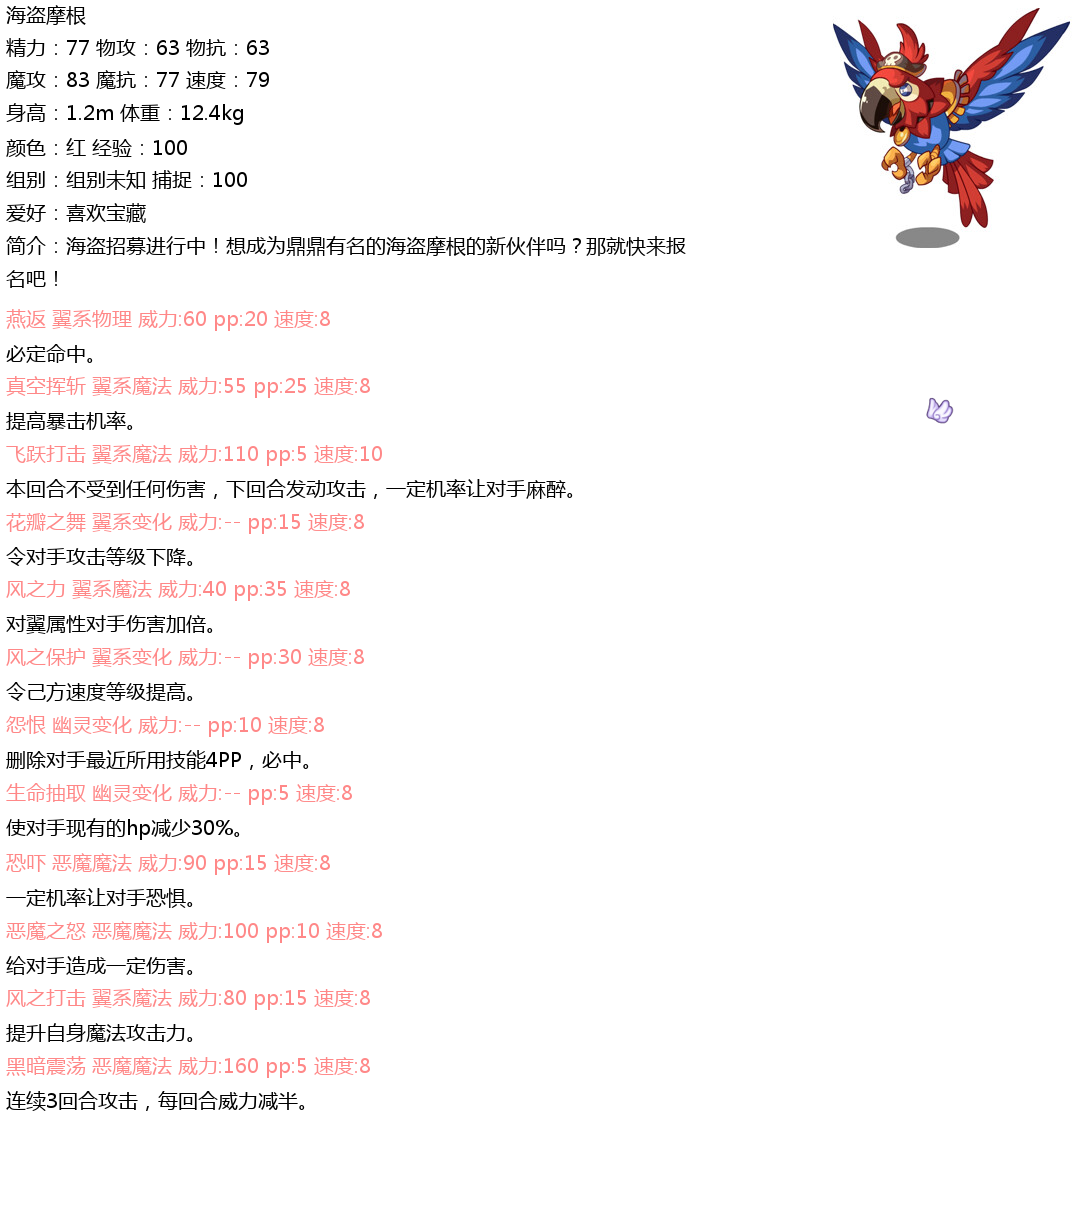 海盗摩根
精力：77 物攻：63 物抗：63
魔攻：83 魔抗：77 速度：79
身高：1.2m 体重：12.4kg
颜色：红 经验：100
组别：组别未知 捕捉：100
爱好：喜欢宝藏
简介：海盗招募进行中！想成为鼎鼎有名的海盗摩根的新伙伴吗？那就快来报
名吧！
燕返 翼系物理 威力:60 pp:20 速度:8
必定命中。
真空挥斩 翼系魔法 威力:55 pp:25 速度:8
提高暴击机率。
飞跃打击 翼系魔法 威力:110 pp:5 速度:10
本回合不受到任何伤害，下回合发动攻击，一定机率让对手麻醉。
花瓣之舞 翼系变化 威力:-- pp:15 速度:8
令对手攻击等级下降。
风之力 翼系魔法 威力:40 pp:35 速度:8
对翼属性对手伤害加倍。
风之保护 翼系变化 威力:-- pp:30 速度:8
令己方速度等级提高。
怨恨 幽灵变化 威力:-- pp:10 速度:8
删除对手最近所用技能4PP，必中。
生命抽取 幽灵变化 威力:-- pp:5 速度:8
使对手现有的hp减少30%。
恐吓 恶魔魔法 威力:90 pp:15 速度:8
一定机率让对手恐惧。
恶魔之怒 恶魔魔法 威力:100 pp:10 速度:8
给对手造成一定伤害。
风之打击 翼系魔法 威力:80 pp:15 速度:8
提升自身魔法攻击力。
黑暗震荡 恶魔魔法 威力:160 pp:5 速度:8
连续3回合攻击，每回合威力减半。